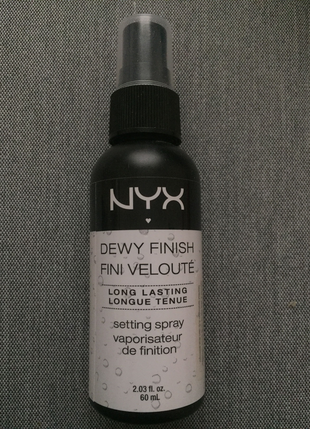 NYX
DEWY FINISH
FINI VELOUTÉ
LONG LASTING
LONGUE TENUE
setting spray
vaporisateur
de finition
2.03 fl. oz.
60 mL